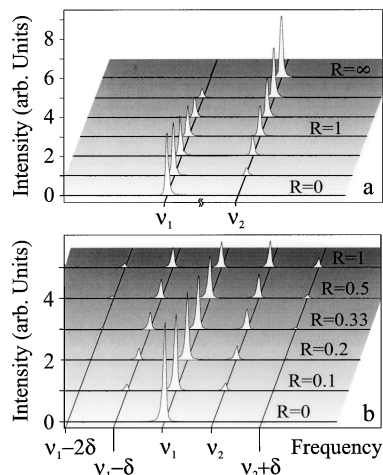 Intensity (arb. Units)
8
6
4
2
0
R=∞
R=1
R=0
a
ν₁
ν₂
Intensity (arb. Units)
4
2
0
R=1
R=0.5
R=0.33
R=0.2
R=0.1
R=0
b
ν₁−2δ
ν₁−δ
ν₁
ν₂
ν₂+δ
Frequency